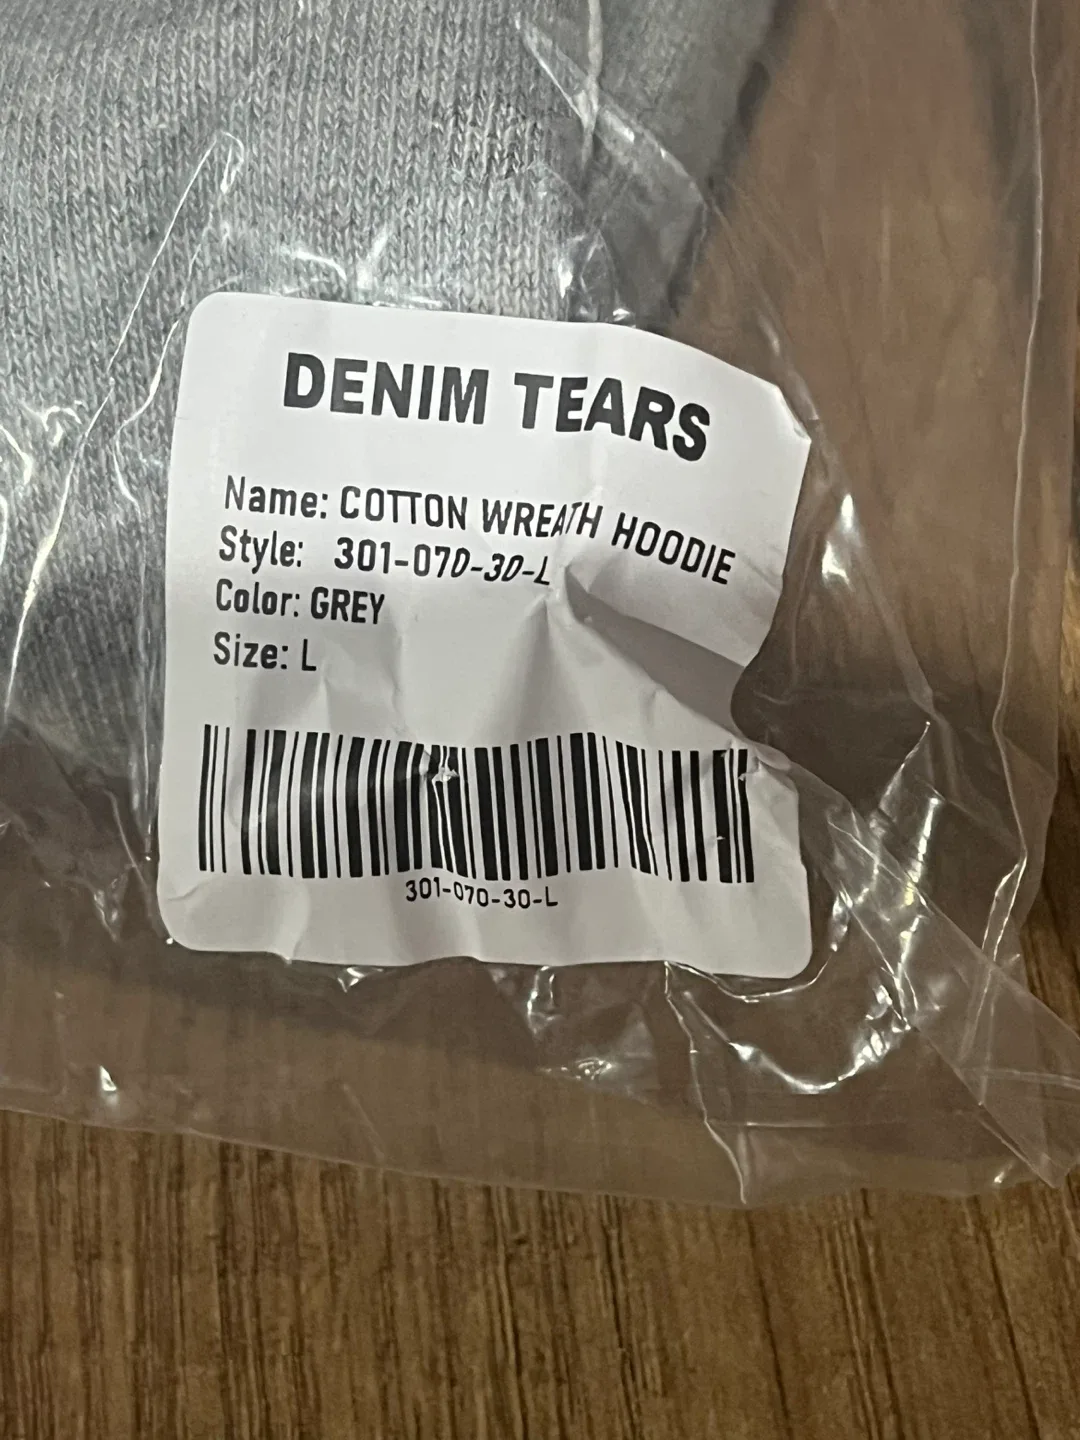 DENIM TEARS
Name: COTTON WREATH HOODIE
Style: 301-070-30-L
Color: GREY
Size: L
301-070-30-L